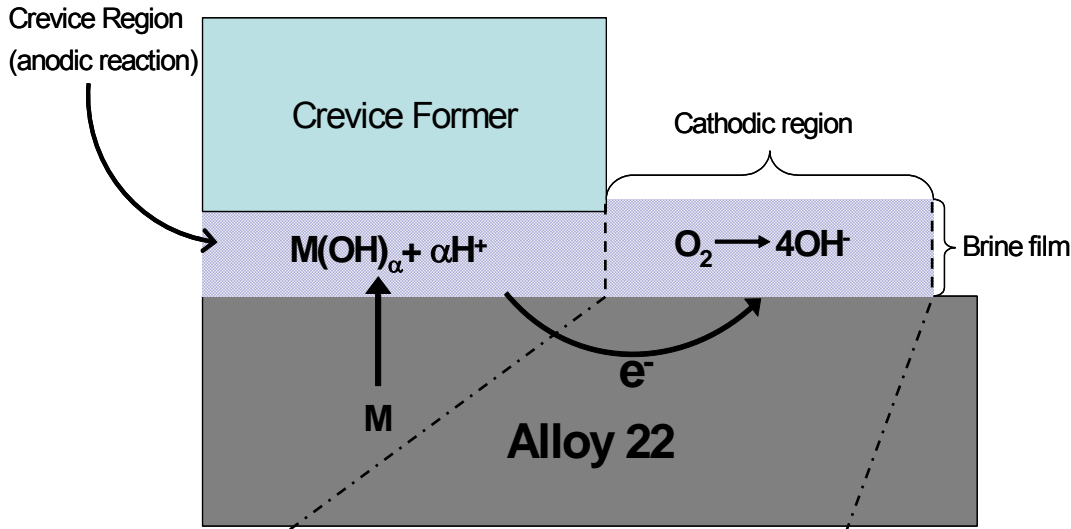 Crevice Region
(anodic reaction)
Crevice Former
Cathodic region
M(OH)α+ αH⁺
O₂ → 4OH⁻
Brine film
e⁻
M
Alloy 22